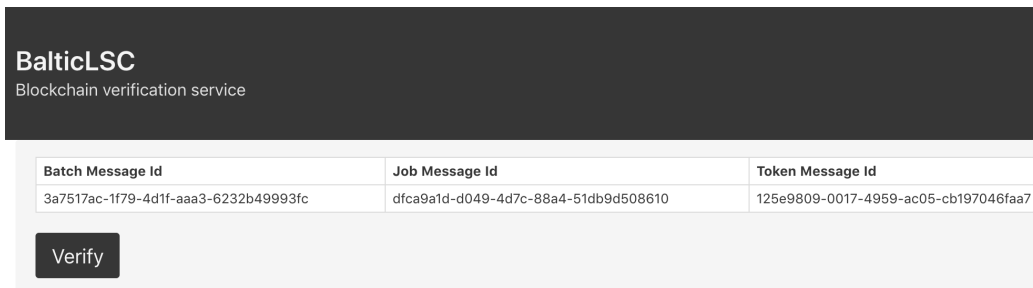 BalticLSC
Blockchain verification service
Batch Message Id Job Message Id Token Message Id
3a7517ac-1f79-4d1f-aaa3-6232b49993fc dfca9a1d-d049-4d7c-88a4-51db9d508610 125e9809-0017-4959-ac05-cb197046faa7
Verify